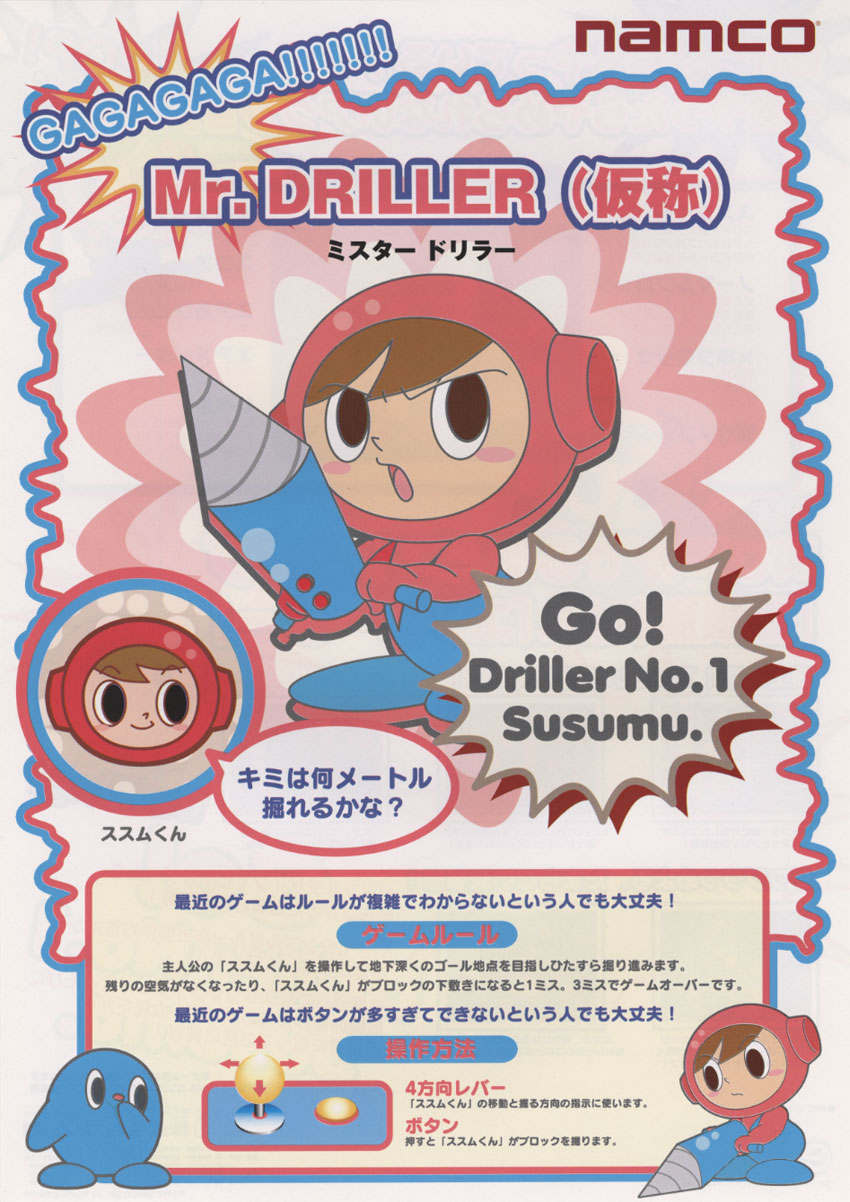 namco
GAGAGAGA!!!!!!!
Mr. DRILLER (仮称)
ミスター ドリラー
Go!
Driller No.1
Susumu.
キミは何メートル
掘れるかな？
ススムくん
最近のゲームはルールが複雑でわからないという人でも大丈夫！
ゲームルール
主人公の「ススムくん」を操作して地下深くのゴール地点を目指しひたすら掘り進みます。
残りの空気がなくなったり、「ススムくん」がブロックの下敷きになると1ミス。3ミスでゲームオーバーです。
最近のゲームはボタンが多すぎてできないという人でも大丈夫！
操作方法
4方向レバー
「ススムくん」の移動と掘る方向の指示に使います。
ボタン
押すと「ススムくん」がブロックを掘ります。